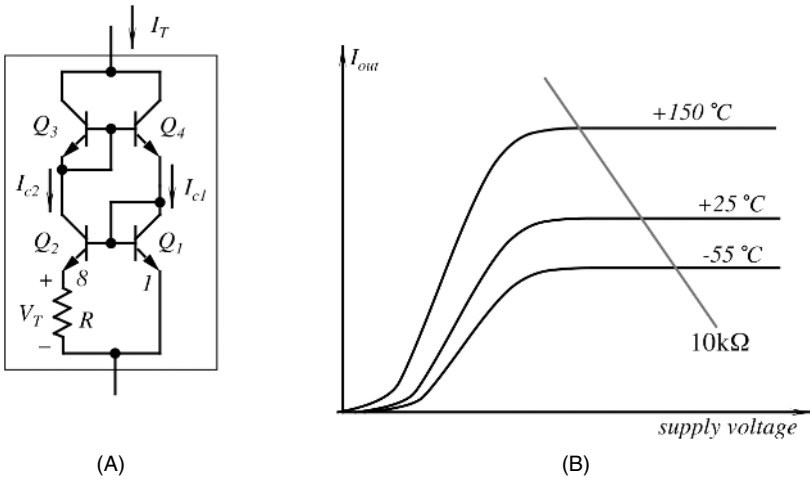 I_T
Q_3
Q_4
I_c2
I_c1
Q_2
Q_1
+
8
1
V_T
R
−
(A)
I_out
+150 °C
+25 °C
-55 °C
10kΩ
supply voltage
(B)